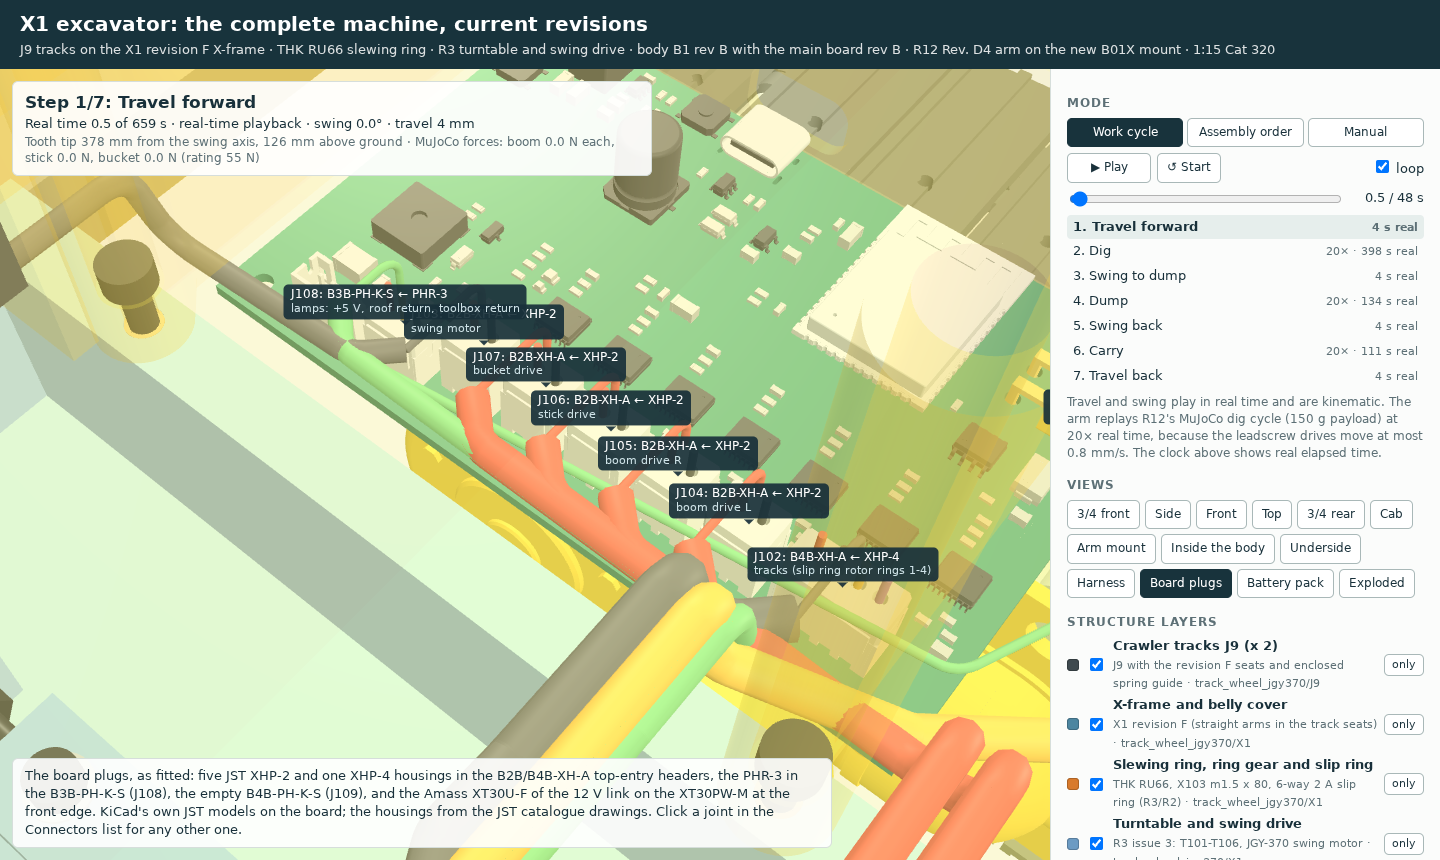 X1 excavator: the complete machine, current revisions
J9 tracks on the X1 revision F X-frame · THK RU66 slewing ring · R3 turntable and swing drive · body B1 rev B with the main board rev B · R12 Rev. D4 arm on the new B01X mount · 1:15 Cat 320
Step 1/7: Travel forward
Real time 0.5 of 659 s · real-time playback · swing 0.0° · travel 4 mm
Tooth tip 378 mm from the swing axis, 126 mm above ground · MuJoCo forces: boom 0.0 N each,
stick 0.0 N, bucket 0.0 N (rating 55 N)
J108: B3B-PH-K-S ← PHR-3
lamps: +5 V, roof return, toolbox return
XHP-2
swing motor
J107: B2B-XH-A ← XHP-2
bucket drive
J106: B2B-XH-A ← XHP-2
stick drive
J105: B2B-XH-A ← XHP-2
boom drive R
J104: B2B-XH-A ← XHP-2
boom drive L
J102: B4B-XH-A ← XHP-4
tracks (slip ring rotor rings 1-4)
The board plugs, as fitted: five JST XHP-2 and one XHP-4 housings in the B2B/B4B-XH-A top-entry headers, the PHR-3 in
the B3B-PH-K-S (J108), the empty B4B-PH-K-S (J109), and the Amass XT30U-F of the 12 V link on the XT30PW-M at the
front edge. KiCad's own JST models on the board; the housings from the JST catalogue drawings. Click a joint in the
Connectors list for any other one.
MODE
Work cycle
Assembly order
Manual
▶ Play
↺ Start
loop
0.5 / 48 s
1. Travel forward 4 s real
2. Dig 20× · 398 s real
3. Swing to dump 4 s real
4. Dump 20× · 134 s real
5. Swing back 4 s real
6. Carry 20× · 111 s real
7. Travel back 4 s real
Travel and swing play in real time and are kinematic. The
arm replays R12's MuJoCo dig cycle (150 g payload) at
20× real time, because the leadscrew drives move at most
0.8 mm/s. The clock above shows real elapsed time.
VIEWS
3/4 front
Side
Front
Top
3/4 rear
Cab
Arm mount
Inside the body
Underside
Harness
Board plugs
Battery pack
Exploded
STRUCTURE LAYERS
Crawler tracks J9 (x 2)
J9 with the revision F seats and enclosed
spring guide · track_wheel_jgy370/J9
only
X-frame and belly cover
X1 revision F (straight arms in the track seats)
· track_wheel_jgy370/X1
only
Slewing ring, ring gear and slip ring
THK RU66, X103 m1.5 x 80, 6-way 2 A slip
ring (R3/R2) · track_wheel_jgy370/X1
only
Turntable and swing drive
R3 issue 3: T101-T106, JGY-370 swing motor ·
only